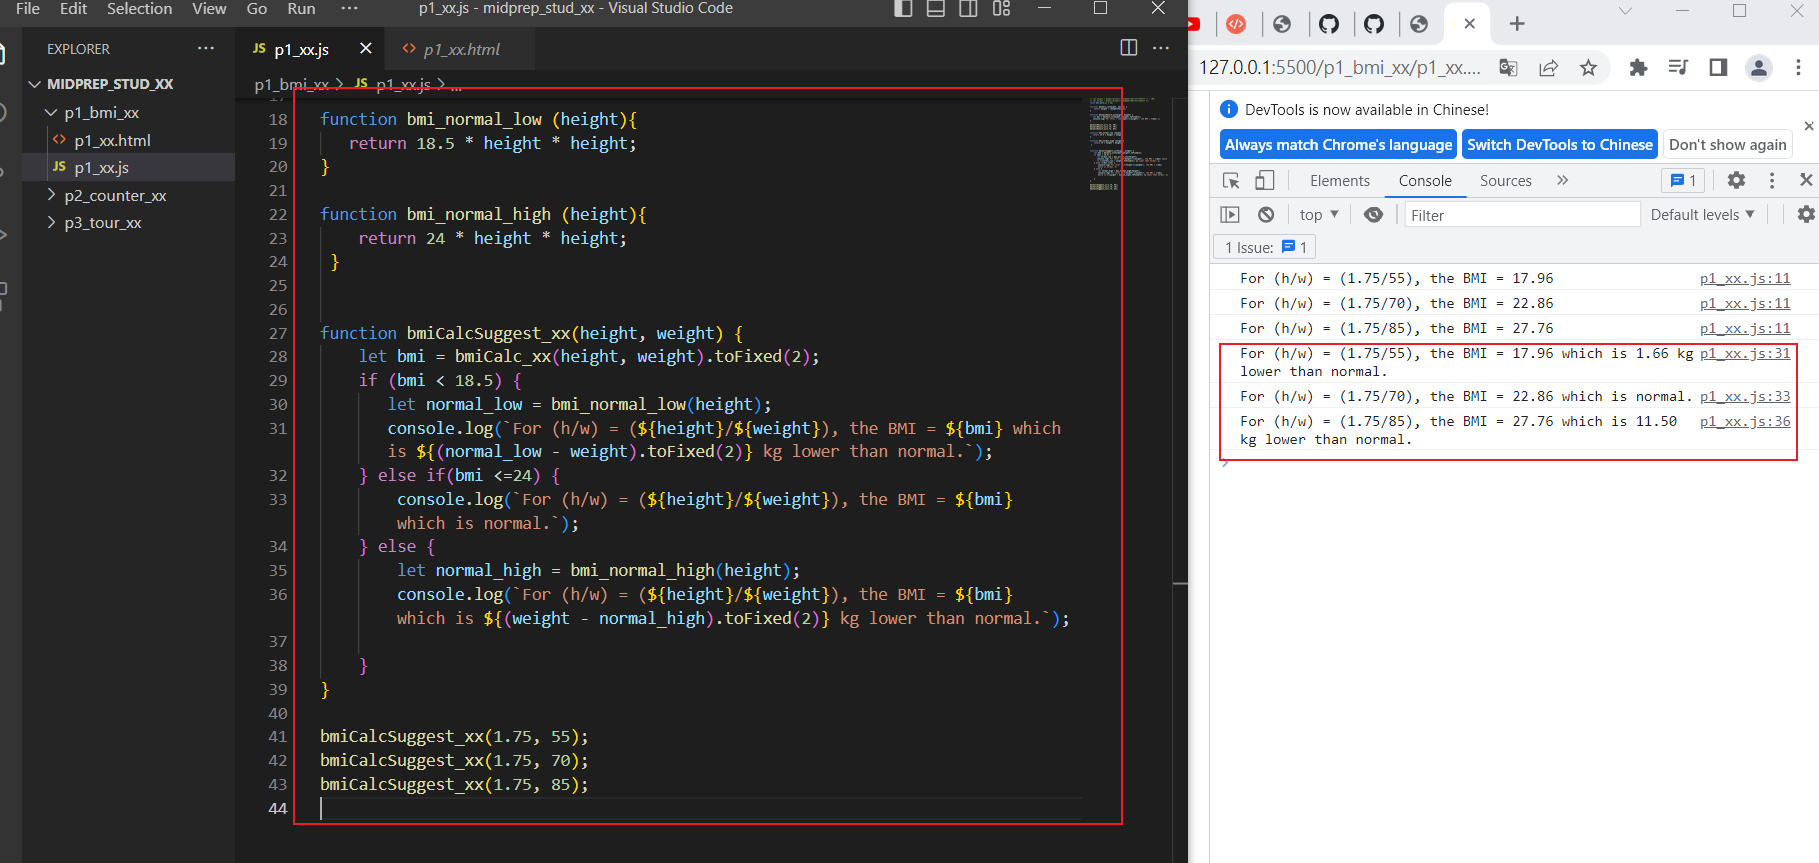 File Edit Selection View Go Run ··· p1_xx.js - midprep_stud_xx - Visual Studio Code
EXPLORER ···
MIDPREP_STUD_XX
p1_bmi_xx
<> p1_xx.html
JS p1_xx.js
p2_counter_xx
p3_tour_xx
JS p1_xx.js
<> p1_xx.html
p1_bmi_xx > JS p1_xx.js > ...
17
18 function bmi_normal_low (height){
19 return 18.5 * height * height;
20 }
21
22 function bmi_normal_high (height){
23 return 24 * height * height;
24 }
25
26
27 function bmiCalcSuggest_xx(height, weight) {
28 let bmi = bmiCalc_xx(height, weight).toFixed(2);
29 if (bmi < 18.5) {
30 let normal_low = bmi_normal_low(height);
31 console.log(`For (h/w) = (${height}/${weight}), the BMI = ${bmi} which
is ${(normal_low - weight).toFixed(2)} kg lower than normal.`);
32 } else if(bmi <=24) {
33 console.log(`For (h/w) = (${height}/${weight}), the BMI = ${bmi}
which is normal.`);
34 } else {
35 let normal_high = bmi_normal_high(height);
36 console.log(`For (h/w) = (${height}/${weight}), the BMI = ${bmi}
which is ${(weight - normal_high).toFixed(2)} kg lower than normal.`);
37
38 }
39 }
40
41 bmiCalcSuggest_xx(1.75, 55);
42 bmiCalcSuggest_xx(1.75, 70);
43 bmiCalcSuggest_xx(1.75, 85);
44
127.0.0.1:5500/p1_bmi_xx/p1_xx....
DevTools is now available in Chinese!
Always match Chrome's language Switch DevTools to Chinese Don't show again
Elements Console Sources » 1
top Filter Default levels
1 Issue: 1
For (h/w) = (1.75/55), the BMI = 17.96 p1_xx.js:11
For (h/w) = (1.75/70), the BMI = 22.86 p1_xx.js:11
For (h/w) = (1.75/85), the BMI = 27.76 p1_xx.js:11
For (h/w) = (1.75/55), the BMI = 17.96 which is 1.66 kg p1_xx.js:31
lower than normal.
For (h/w) = (1.75/70), the BMI = 22.86 which is normal. p1_xx.js:33
For (h/w) = (1.75/85), the BMI = 27.76 which is 11.50 p1_xx.js:36
kg lower than normal.